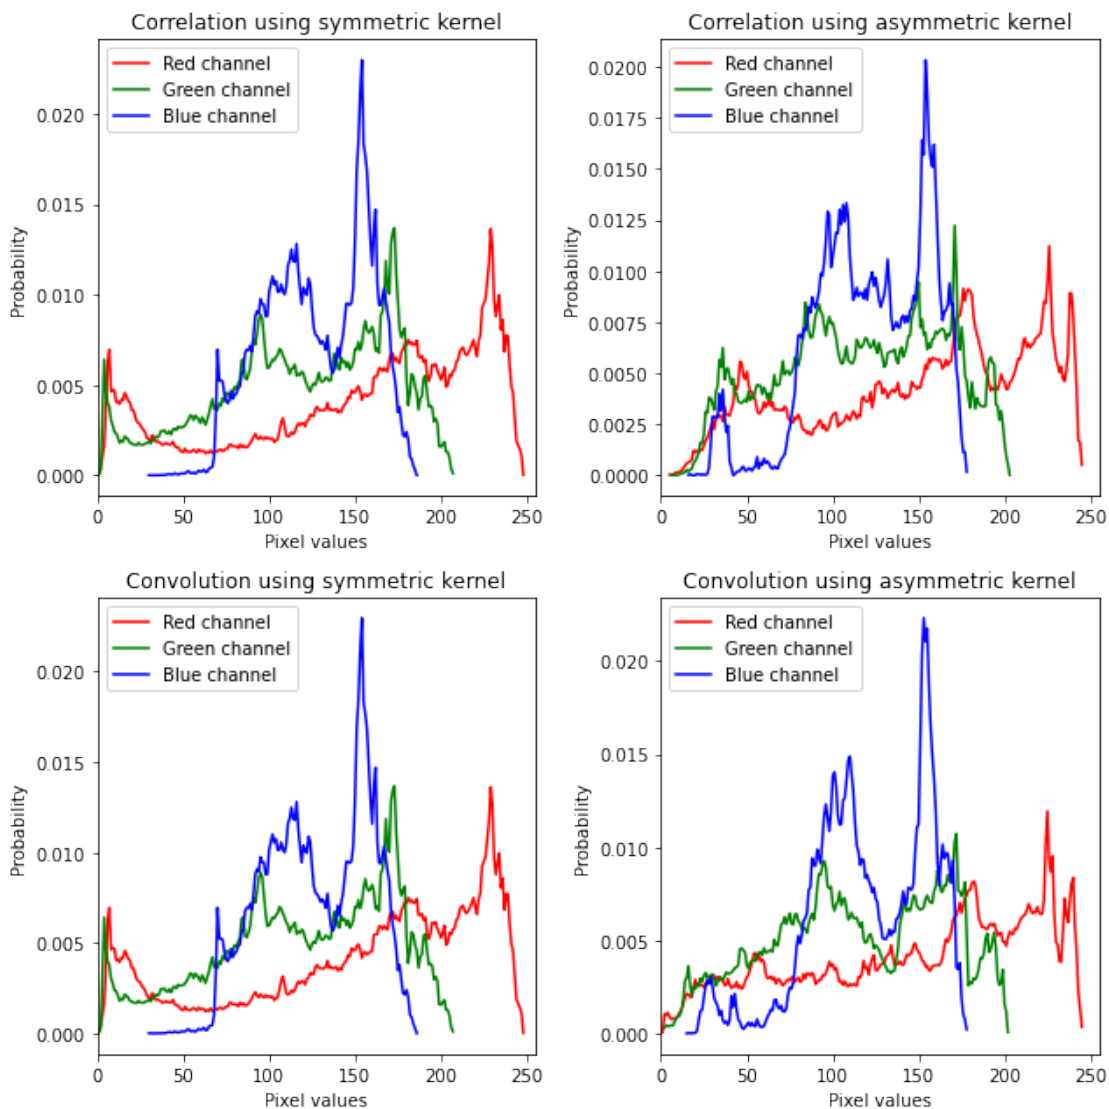 Correlation using symmetric kernel
Red channel
Green channel
Blue channel
0.020
0.015
0.010
0.005
0.000
Probability
0 50 100 150 200 250
Pixel values
Correlation using asymmetric kernel
Red channel
Green channel
Blue channel
0.0200
0.0175
0.0150
0.0125
0.0100
0.0075
0.0050
0.0025
0.0000
Probability
0 50 100 150 200 250
Pixel values
Convolution using symmetric kernel
Red channel
Green channel
Blue channel
0.020
0.015
0.010
0.005
0.000
Probability
0 50 100 150 200 250
Pixel values
Convolution using asymmetric kernel
Red channel
Green channel
Blue channel
0.020
0.015
0.010
0.005
0.000
Probability
0 50 100 150 200 250
Pixel values